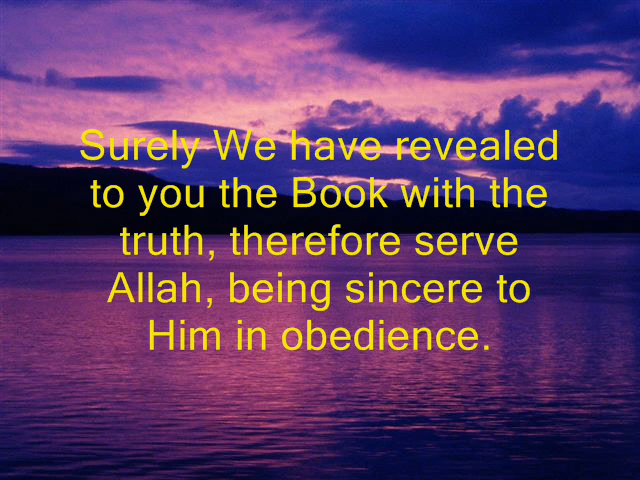 Surely We have revealed
to you the Book with the
truth, therefore serve
Allah, being sincere to
Him in obedience.